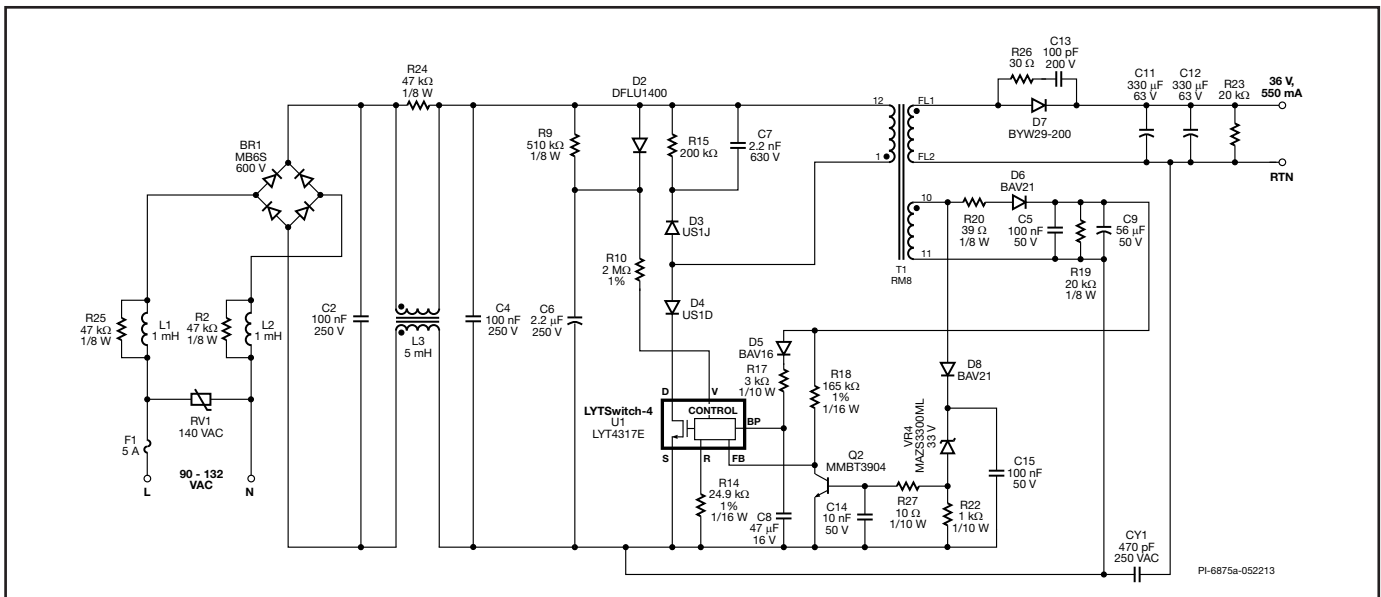 R24
47 kΩ
1/8 W
BR1
MB6S
600 V
R25
47 kΩ
1/8 W
L1
1 mH
R2
47 kΩ
1/8 W
L2
1 mH
RV1
140 VAC
F1
5 A
90 - 132
VAC
L
N
C2
100 nF
250 V
L3
5 mH
C4
100 nF
250 V
R9
510 kΩ
1/8 W
C6
2.2 µF
250 V
D2
DFLU1400
R15
200 kΩ
C7
2.2 nF
630 V
D3
US1J
R10
2 MΩ
1%
D4
US1D
D
V
LYTSwitch-4
U1
LYT4317E
CONTROL
BP
S
R
FB
R14
24.9 kΩ
1%
1/16 W
D5
BAV16
R17
3 kΩ
1/10 W
C8
47 µF
16 V
R18
165 kΩ
1%
1/16 W
Q2
MMBT3904
C14
10 nF
50 V
R27
10 Ω
1/10 W
VR4
MAZS3300ML
33 V
R22
1 kΩ
1/10 W
D8
BAV21
C15
100 nF
50 V
12
1
FL1
FL2
10
11
T1
RM8
R26
30 Ω
C13
100 pF
200 V
D7
BYW29-200
C11
330 µF
63 V
C12
330 µF
63 V
R23
20 kΩ
36 V,
550 mA
RTN
R20
39 Ω
1/8 W
D6
BAV21
C5
100 nF
50 V
R19
20 kΩ
1/8 W
C9
56 µF
50 V
CY1
470 pF
250 VAC
PI-6875a-052213